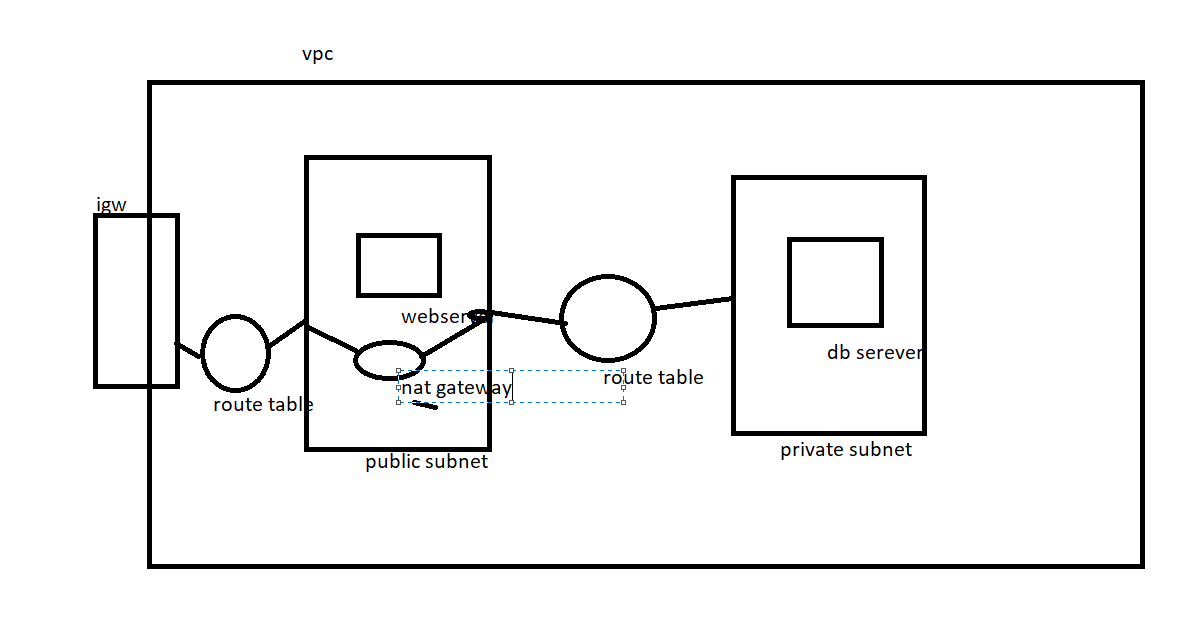 vpc
igw
webser
db serever
route table
nat gateway
route table
private subnet
public subnet